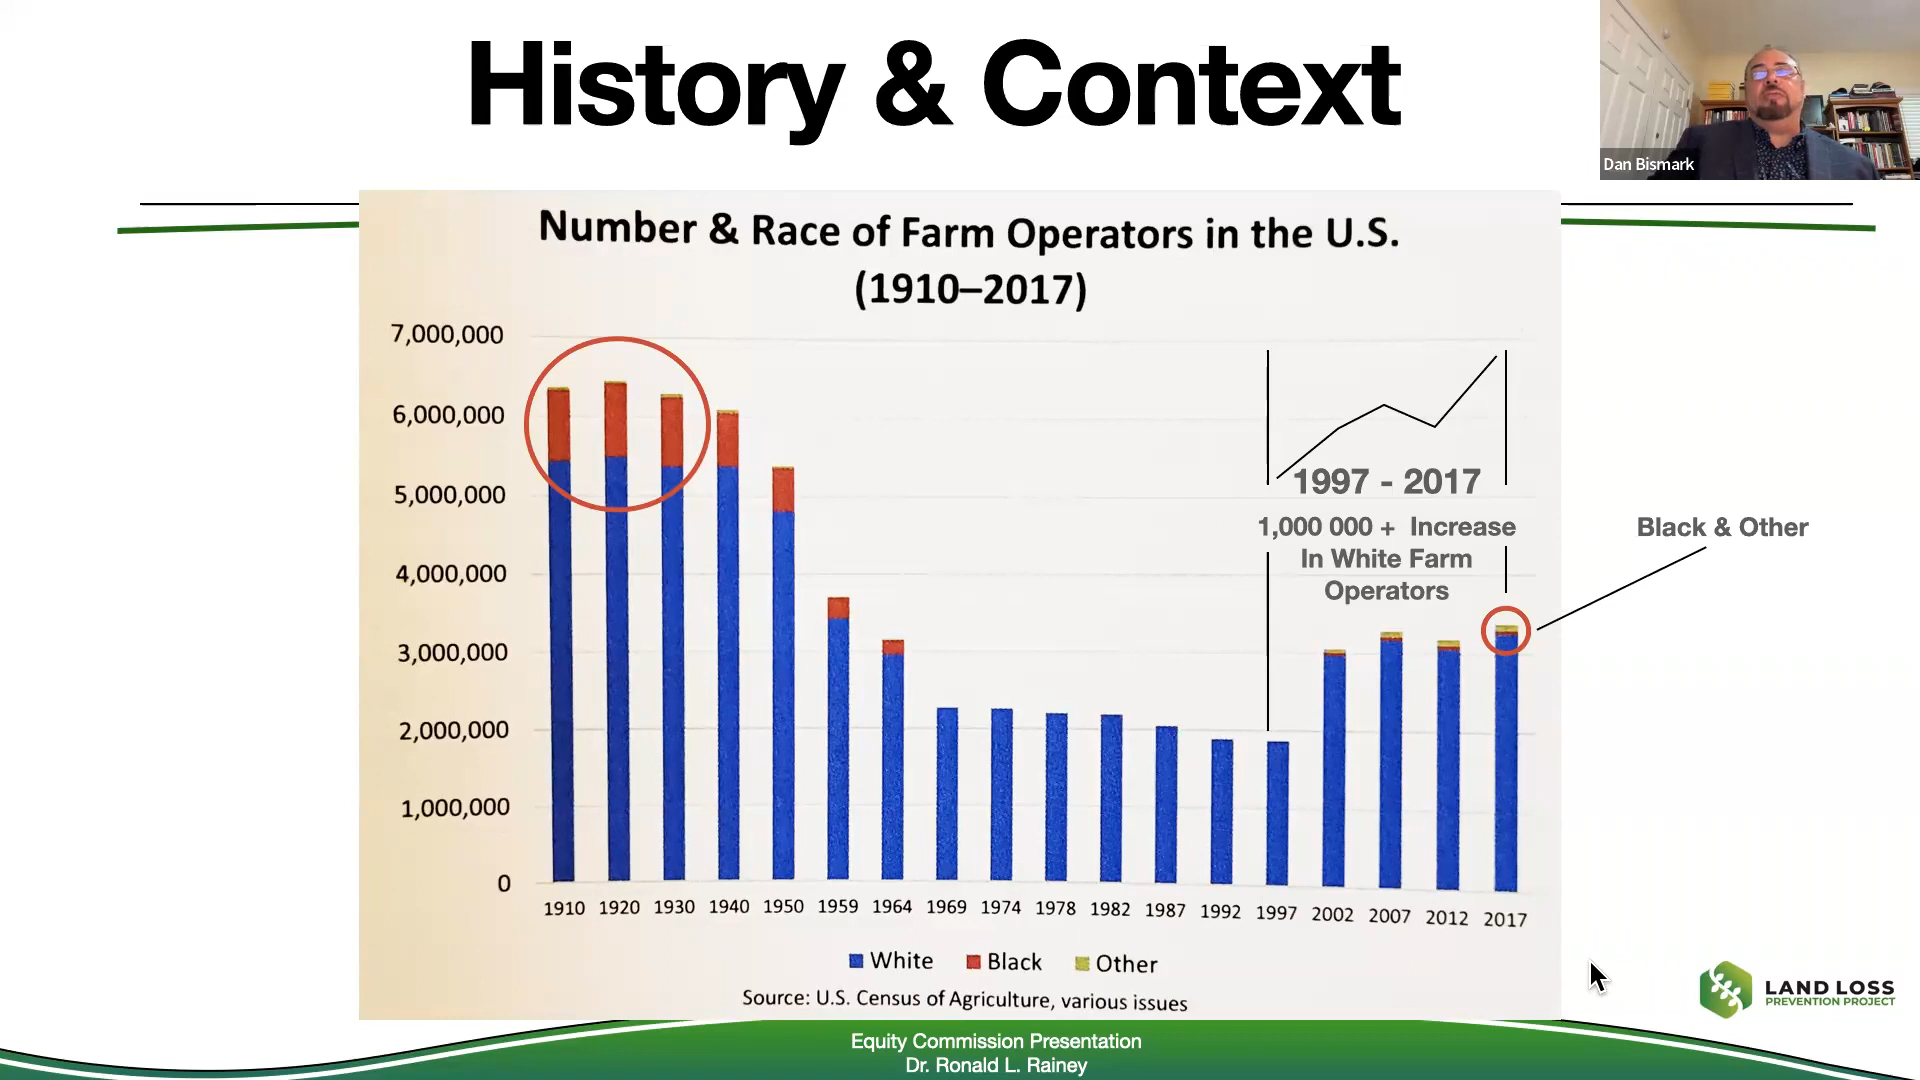 History & Context
Dan Bismark
Number & Race of Farm Operators in the U.S.
(1910–2017)
7,000,000
6,000,000
5,000,000
4,000,000
3,000,000
2,000,000
1,000,000
0
1997 - 2017
1,000 000 + Increase
In White Farm
Operators
Black & Other
1910 1920 1930 1940 1950 1959 1964 1969 1974 1978 1982 1987 1992 1997 2002 2007 2012 2017
White Black Other
Source: U.S. Census of Agriculture, various issues
LAND LOSS
PREVENTION PROJECT
Equity Commission Presentation
Dr. Ronald L. Rainey